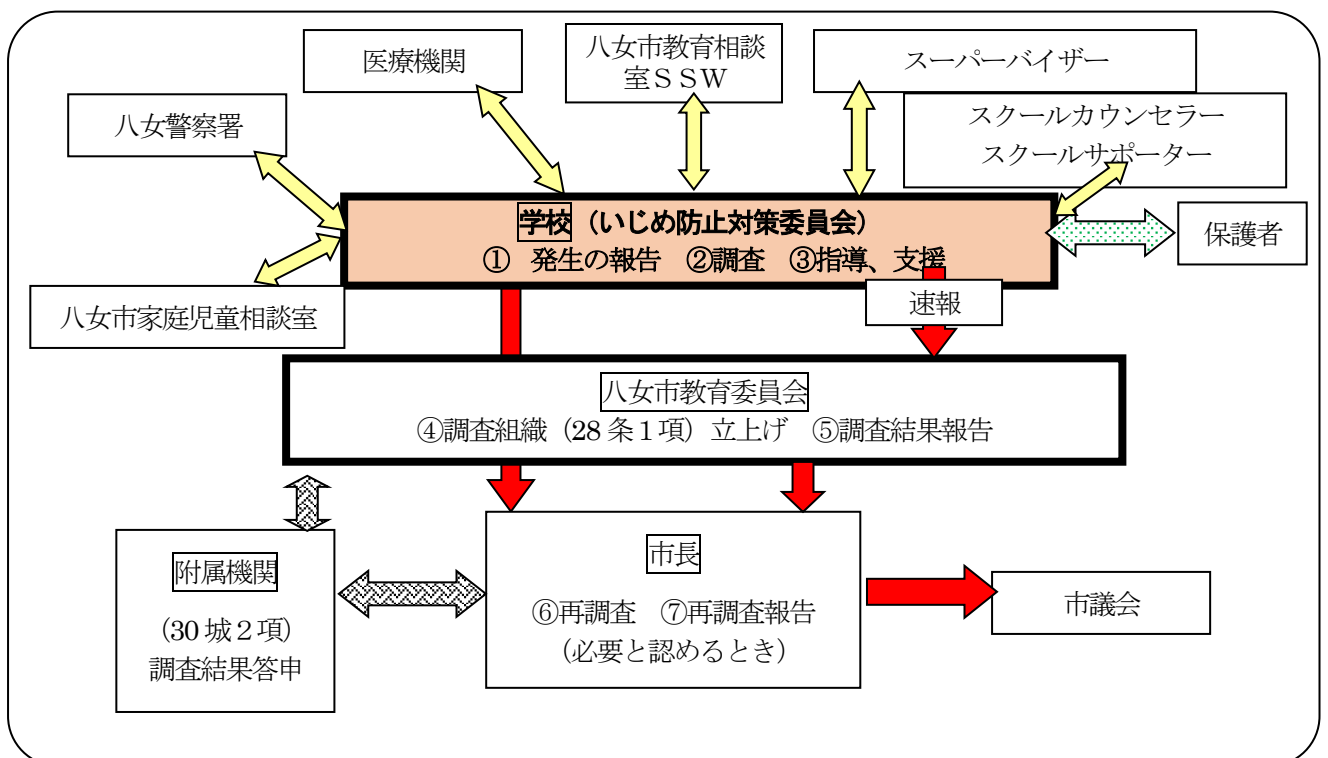 医療機関
八女市教育相談
室ＳＳＷ
スーパーバイザー
八女警察署
スクールカウンセラー
スクールサポーター
学校（いじめ防止対策委員会）
①　発生の報告　②調査　③指導、支援
保護者
八女市家庭児童相談室
速報
八女市教育委員会
④調査組織（28 条１項）立上げ　⑤調査結果報告
附属機関
（30 城２項）
調査結果答申
市長
⑥再調査　⑦再調査報告
（必要と認めるとき）
市議会